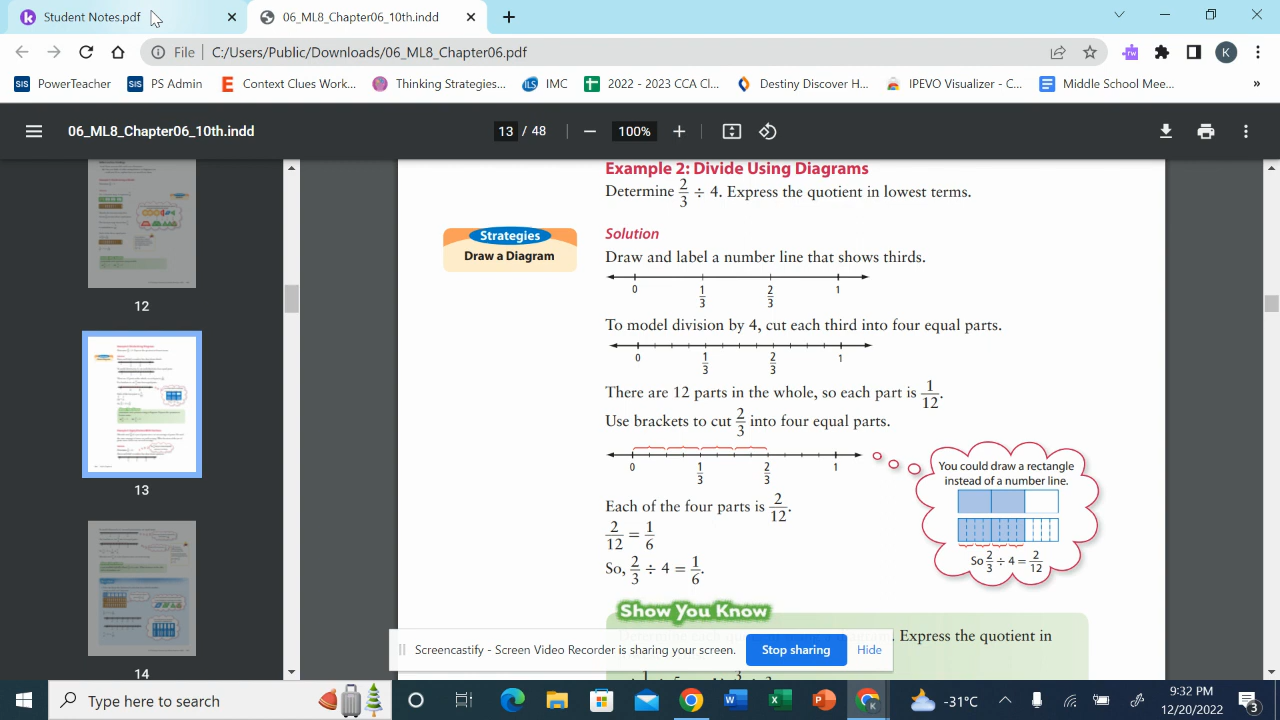 Student Notes.pdf
06_ML8_Chapter06_10th.indd
File
C:/Users/Public/Downloads/06_ML8_Chapter06.pdf
K
PowerTeacher
PS Admin
Context Clues Work
Thinking Strategies...
IMC
2022 - 2023 CCA Cl...
Destiny Discover H...
IPEVO Visualizer - C...
Middle School Mee...
»
06_ML8_Chapter06_10th.indd
13 / 48
100%
12
13
14
Example 2: Divide Using Diagrams
Determine 2/3 ÷ 4. Express the quotient in lowest terms.
Strategies
Draw a Diagram
Solution
Draw and label a number line that shows thirds.
0 1/3 2/3 1
To model division by 4, cut each third into four equal parts.
0 1/3 2/3 1
There are 12 parts in the whole, so each part is 1/12.
Use brackets to cut 2/3 into four equal parts.
0 1/3 2/3 1
You could draw a rectangle
instead of a number line.
So 2/3 ÷ 4 = 2/12
Each of the four parts is 2/12.
2/12 = 1/6
So, 2/3 ÷ 4 = 1/6.
Show You Know
Express the quotient in
Screencastify - Screen Video Recorder is sharing your screen.
Stop sharing
Hide
Type here to search
-31°C
9:32 PM
12/20/2022
3